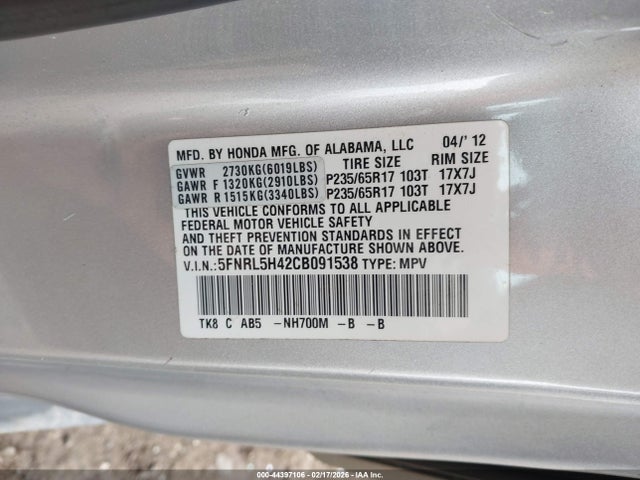 MFD. BY HONDA MFG. OF ALABAMA, LLC 04/'12
TIRE SIZE RIM SIZE
GVWR 2730KG(6019LBS)
GAWR F 1320KG(2910LBS) P235/65R17 103T 17X7J
GAWR R 1515KG(3340LBS) P235/65R17 103T 17X7J
THIS VEHICLE CONFORMS TO ALL APPLICABLE
FEDERAL MOTOR VEHICLE SAFETY
AND THEFT PREVENTION STANDARDS IN EFFECT
ON THE DATE OF MANUFACTURE SHOWN ABOVE.
V.I.N.: 5FNRL5H42CB091538 TYPE: MPV
TK8 C AB5 -NH700M -B -B
000-44397106 - 02/17/2026 - IAAI.CA